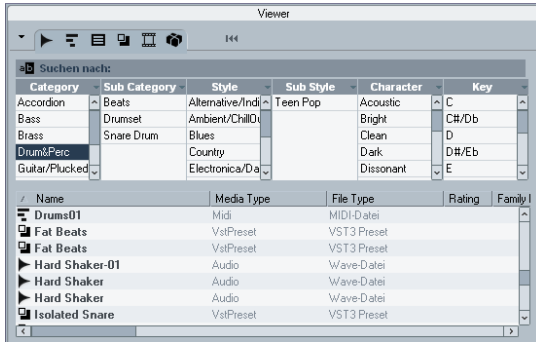 Viewer
Suchen nach:
Category Sub Category Style Sub Style Character Key
Accordion Beats Alternative/Indi Teen Pop Acoustic C
Bass Drumset Ambient/ChillOu Bright C#/Db
Brass Snare Drum Blues Clean D
Drum&Perc Country Dark D#/Eb
Guitar/Plucked Electronica/Da Dissonant E
Name Media Type File Type Rating Family
Drums01 Midi MIDI-Datei
Fat Beats VstPreset VST3 Preset
Fat Beats VstPreset VST3 Preset
Hard Shaker-01 Audio Wave-Datei
Hard Shaker Audio Wave-Datei
Hard Shaker Audio Wave-Datei
Isolated Snare VstPreset VST3 Preset